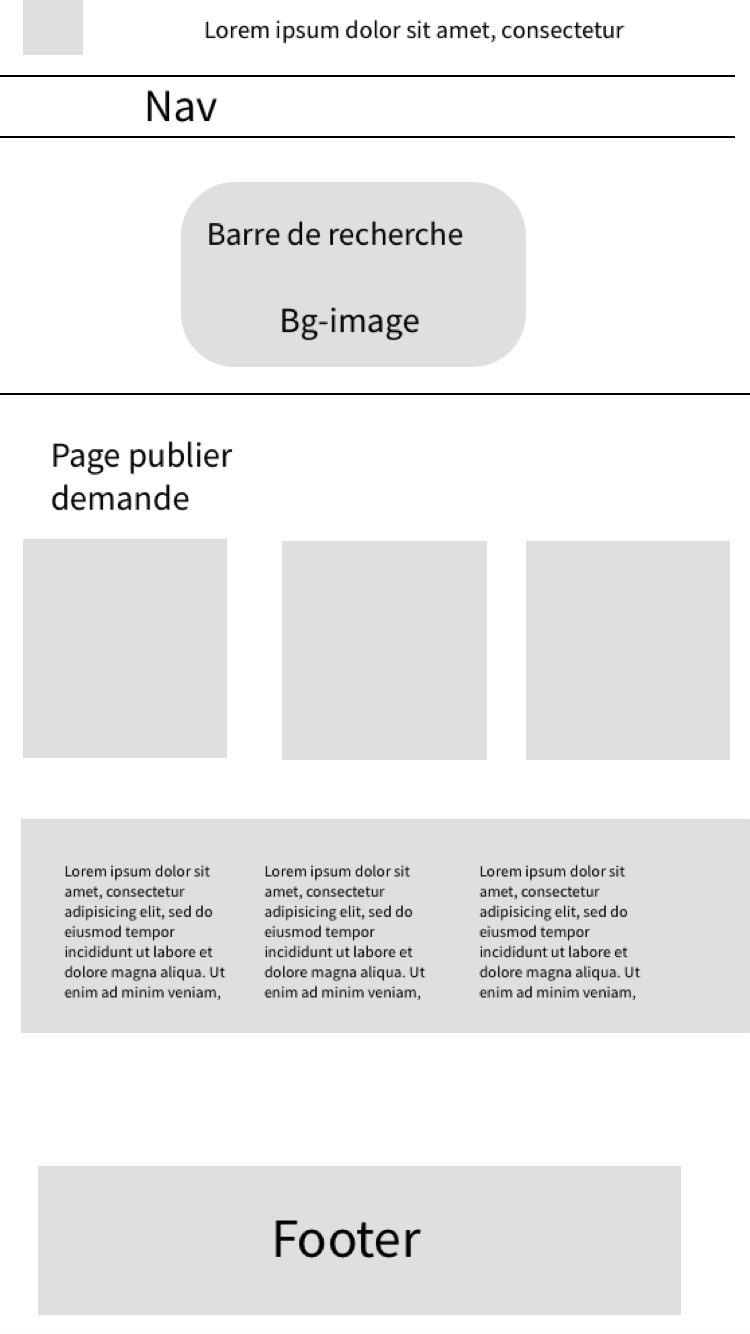 Lorem ipsum dolor sit amet, consectetur
Nav
Barre de recherche
Bg-image
Page publier
demande
Lorem ipsum dolor sit
amet, consectetur
adipisicing elit, sed do
eiusmod tempor
incididunt ut labore et
dolore magna aliqua. Ut
enim ad minim veniam,
Lorem ipsum dolor sit
amet, consectetur
adipisicing elit, sed do
eiusmod tempor
incididunt ut labore et
dolore magna aliqua. Ut
enim ad minim veniam,
Lorem ipsum dolor sit
amet, consectetur
adipisicing elit, sed do
eiusmod tempor
incididunt ut labore et
dolore magna aliqua. Ut
enim ad minim veniam,
Footer